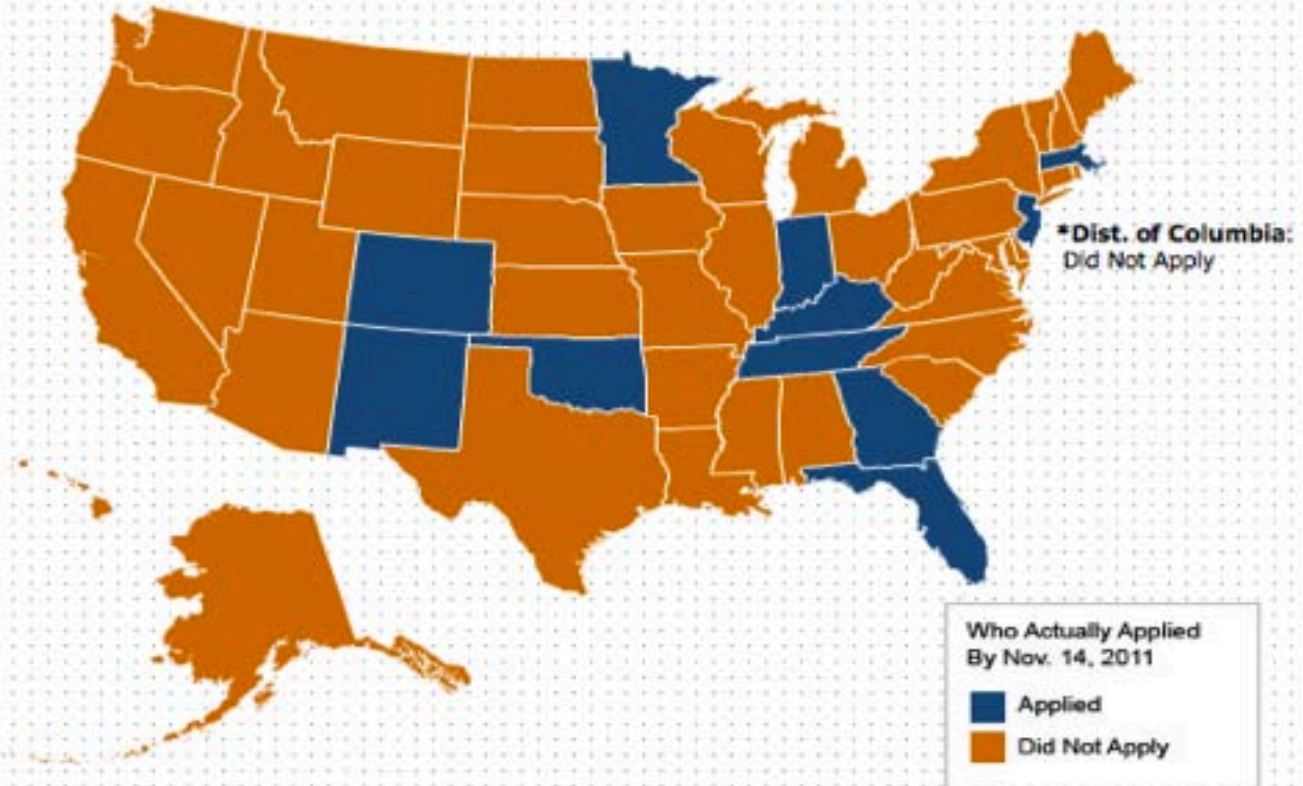 *Dist. of Columbia:
Did Not Apply
Who Actually Applied
By Nov. 14, 2011
Applied
Did Not Apply